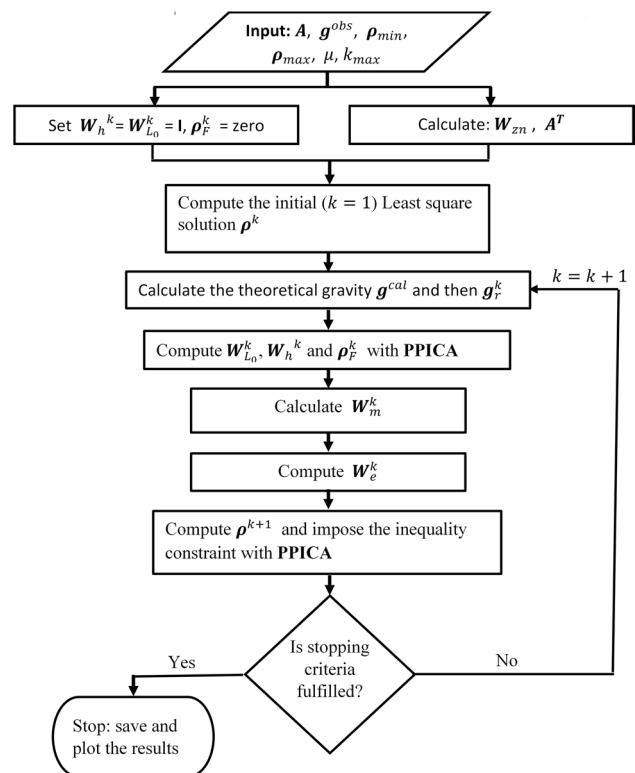 Input: A, g^obs, ρ_min,
ρ_max, μ, k_max
Set W_h^k = W_L₀^k = I, ρ_F^k = zero
Calculate: W_zn , A^T
Compute the initial (k = 1) Least square
solution ρ^k
k = k + 1
Calculate the theoretical gravity g^cal and then g_r^k
Compute W_L₀^k, W_h^k and ρ_F^k with PPICA
Calculate W_m^k
Compute W_e^k
Compute ρ^k+1 and impose the inequality
constraint with PPICA
Is stopping
criteria
fulfilled?
Yes
No
Stop: save and
plot the results